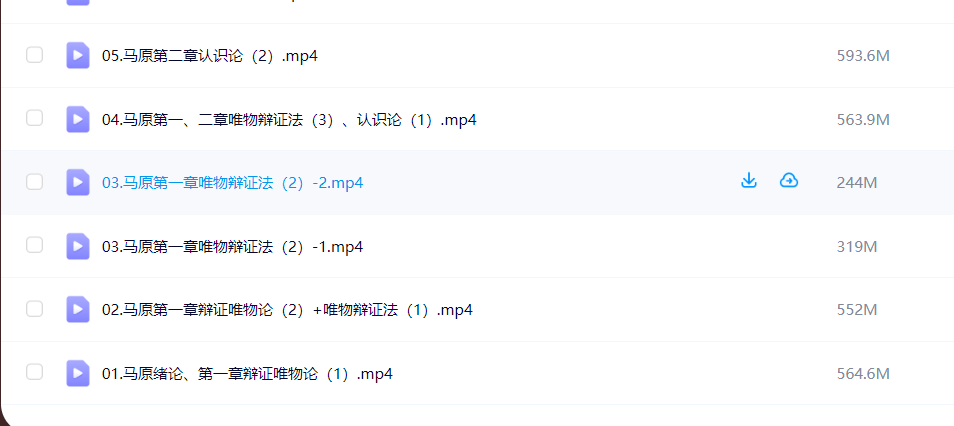 05.马原第二章认识论（2）.mp4 593.6M
04.马原第一、二章唯物辩证法（3）、认识论（1）.mp4 563.9M
03.马原第一章唯物辩证法（2）-2.mp4 244M
03.马原第一章唯物辩证法（2）-1.mp4 319M
02.马原第一章辩证唯物论（2）+唯物辩证法（1）.mp4 552M
01.马原绪论、第一章辩证唯物论（1）.mp4 564.6M